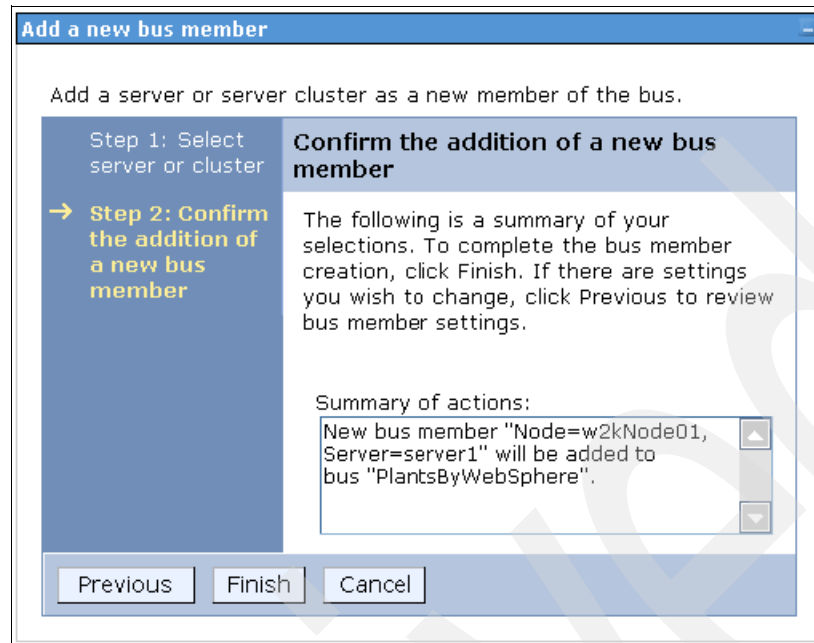 Add a new bus member
Add a server or server cluster as a new member of the bus.
Step 1: Select
server or cluster
→ Step 2: Confirm
the addition of
a new bus
member
Confirm the addition of a new bus
member
The following is a summary of your
selections. To complete the bus member
creation, click Finish. If there are settings
you wish to change, click Previous to review
bus member settings.
Summary of actions:
New bus member "Node=w2kNode01,
Server=server1" will be added to
bus "PlantsByWebSphere".
Previous Finish Cancel